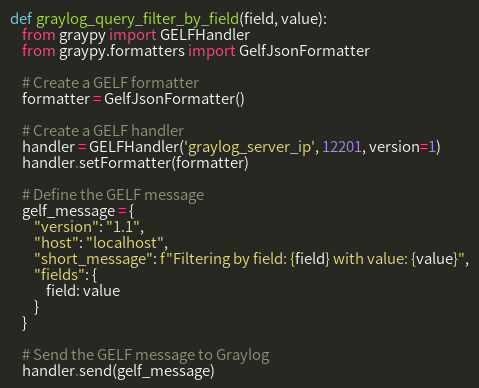 def graylog_query_filter_by_field(field, value):
    from graypy import GELFHandler
    from graypy.formatters import GelfJsonFormatter

    # Create a GELF formatter
    formatter = GelfJsonFormatter()

    # Create a GELF handler
    handler = GELFHandler('graylog_server_ip', 12201, version=1)
    handler.setFormatter(formatter)

    # Define the GELF message
    gelf_message = {
        "version": "1.1",
        "host": "localhost",
        "short_message": f"Filtering by field: {field} with value: {value}",
        "fields": {
            field: value
        }
    }

    # Send the GELF message to Graylog
    handler.send(gelf_message)